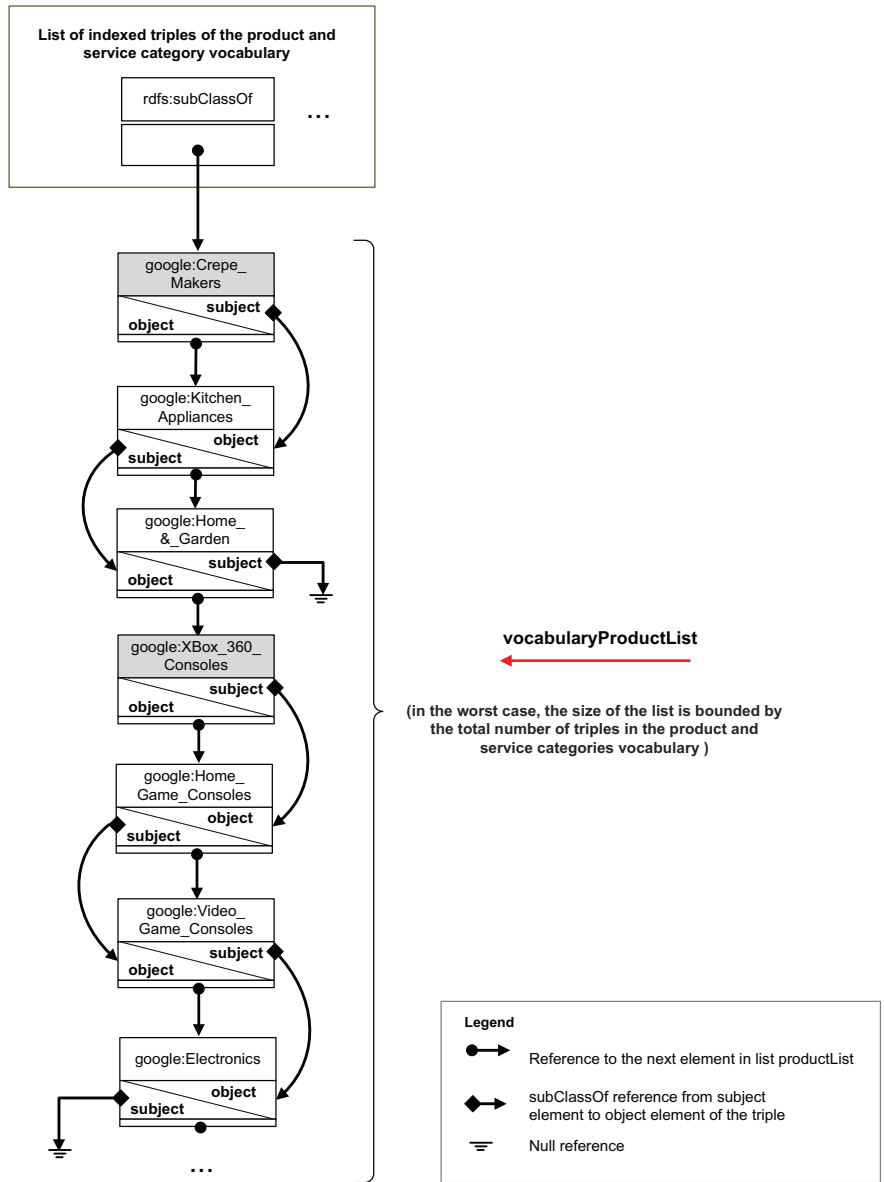 List of indexed triples of the product and
service category vocabulary
rdfs:subClassOf
...
google:Crepe_
Makers
subject
object
google:Kitchen_
Appliances
object
subject
google:Home_
&_Garden
subject
object
google:XBox_360_
Consoles
subject
object
google:Home_
Game_Consoles
object
subject
google:Video_
Game_Consoles
subject
object
google:Electronics
object
subject
...
vocabularyProductList
(in the worst case, the size of the list is bounded by
the total number of triples in the product and
service categories vocabulary )
Legend
Reference to the next element in list productList
subClassOf reference from subject
element to object element of the triple
Null reference